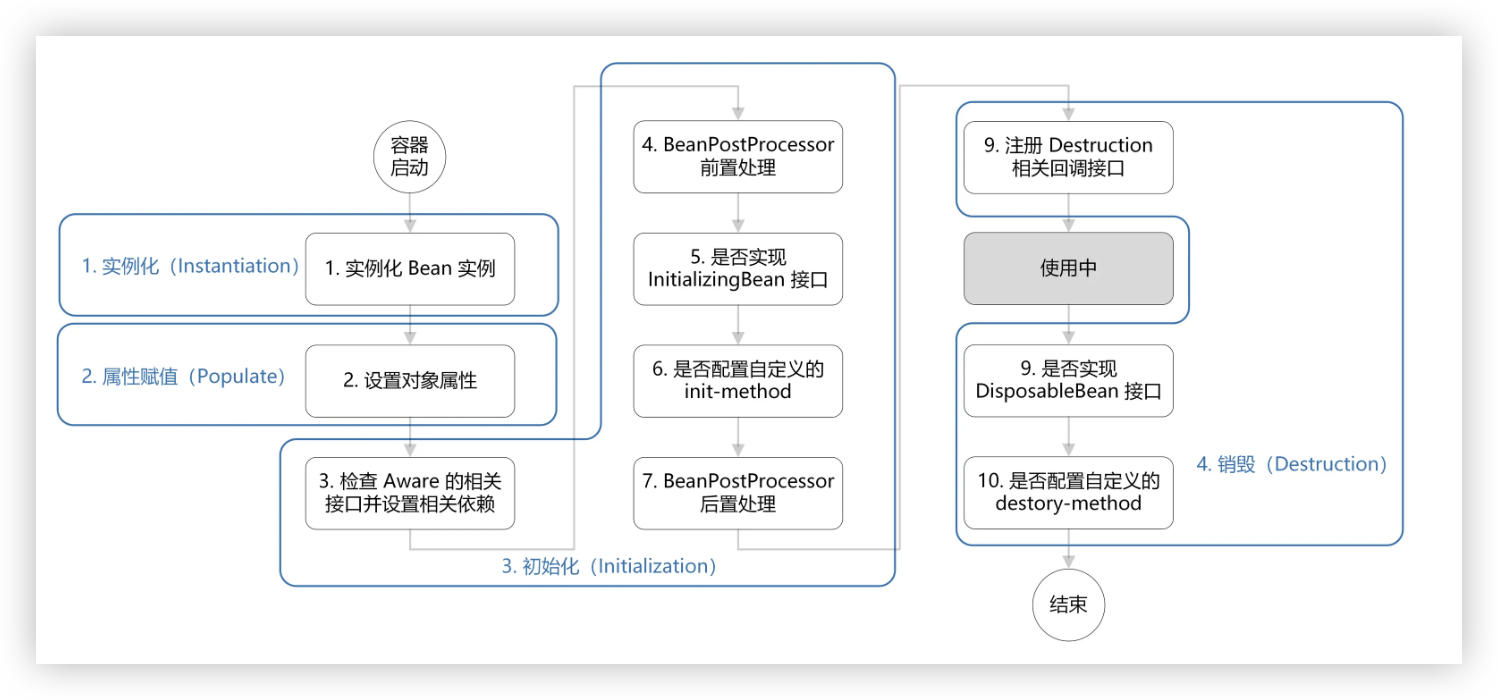 容器
启动
1. 实例化（Instantiation）
1. 实例化 Bean 实例
2. 属性赋值（Populate）
2. 设置对象属性
3. 检查 Aware 的相关
接口并设置相关依赖
3. 初始化（Initialization）
4. BeanPostProcessor
前置处理
5. 是否实现
InitializingBean 接口
6. 是否配置自定义的
init-method
7. BeanPostProcessor
后置处理
9. 注册 Destruction
相关回调接口
使用中
9. 是否实现
DisposableBean 接口
4. 销毁（Destruction）
10. 是否配置自定义的
destory-method
结束